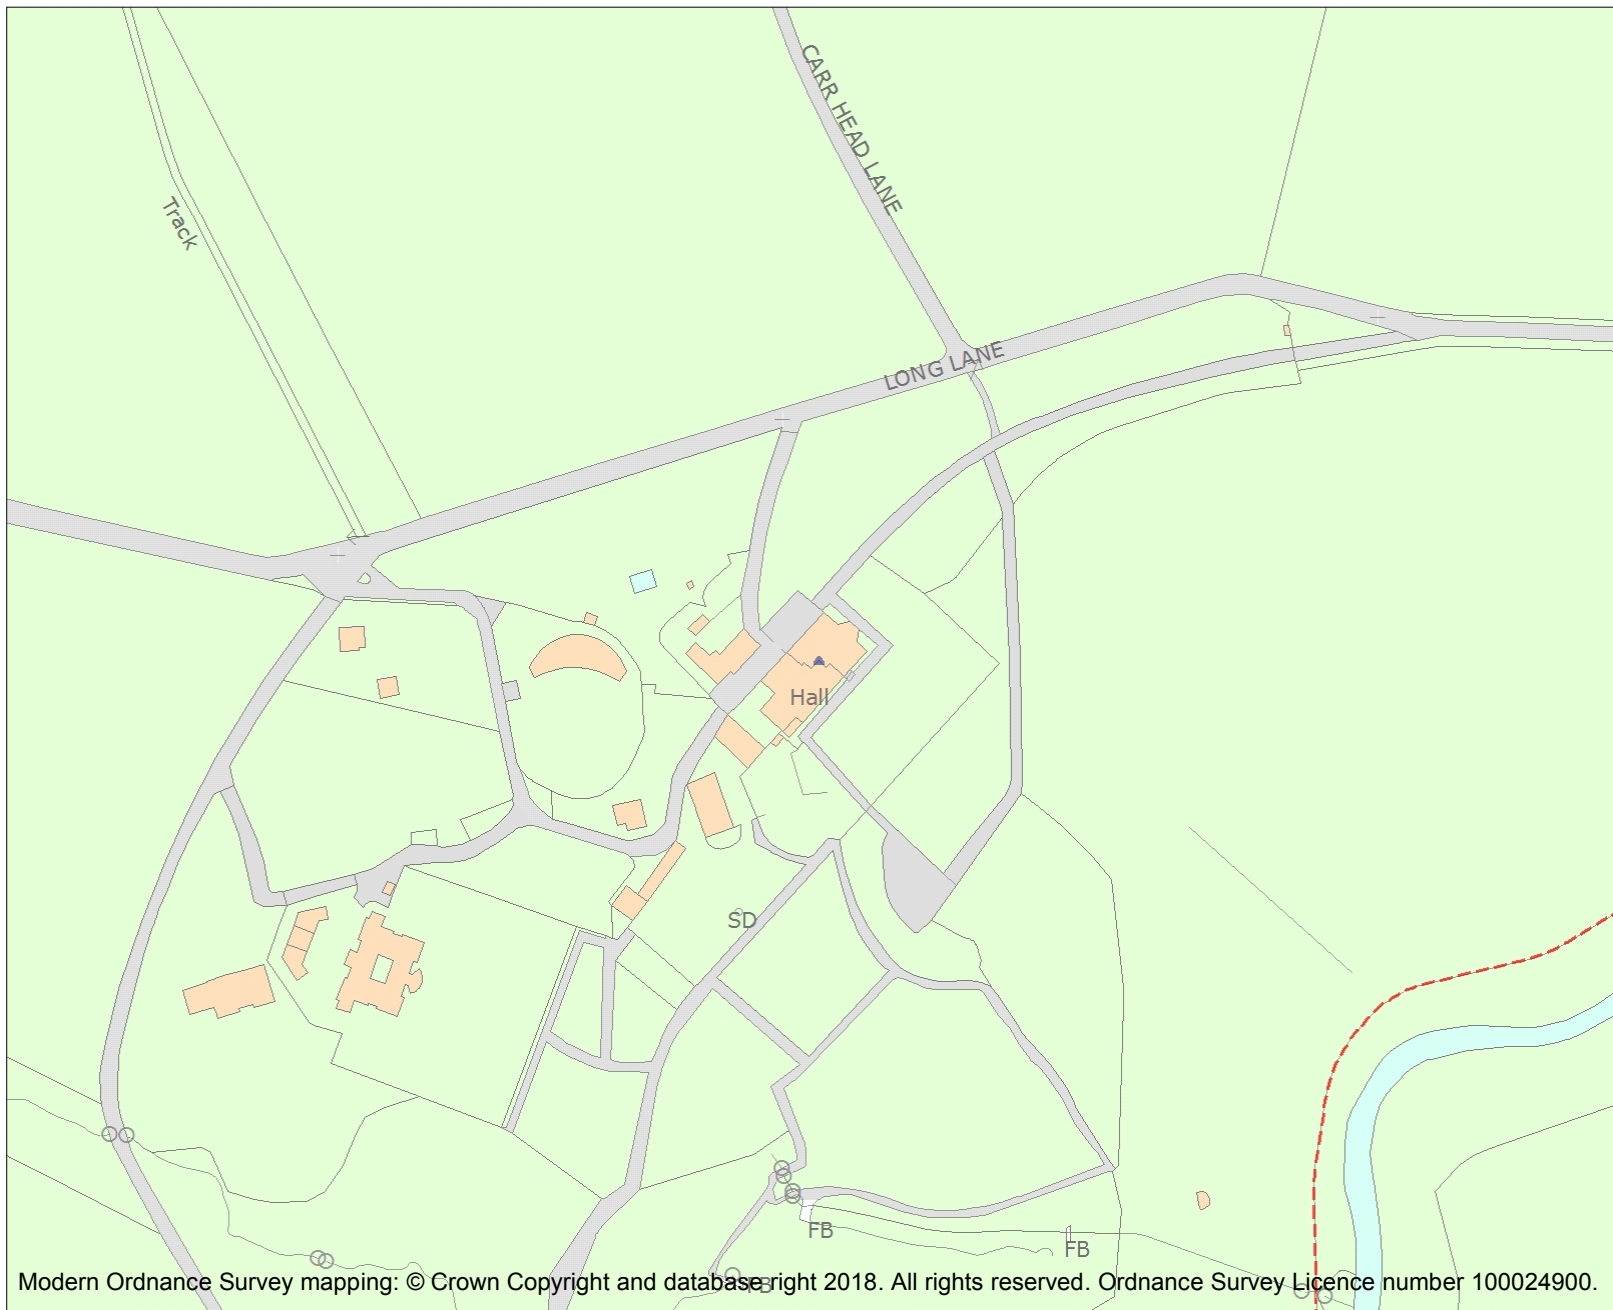 CARR HEAD LANE
Track
LONG LANE
Hall
SD
FB
FB
FB
Modern Ordnance Survey mapping: © Crown Copyright and database right 2018. All rights reserved. Ordnance Survey Licence number 100024900.